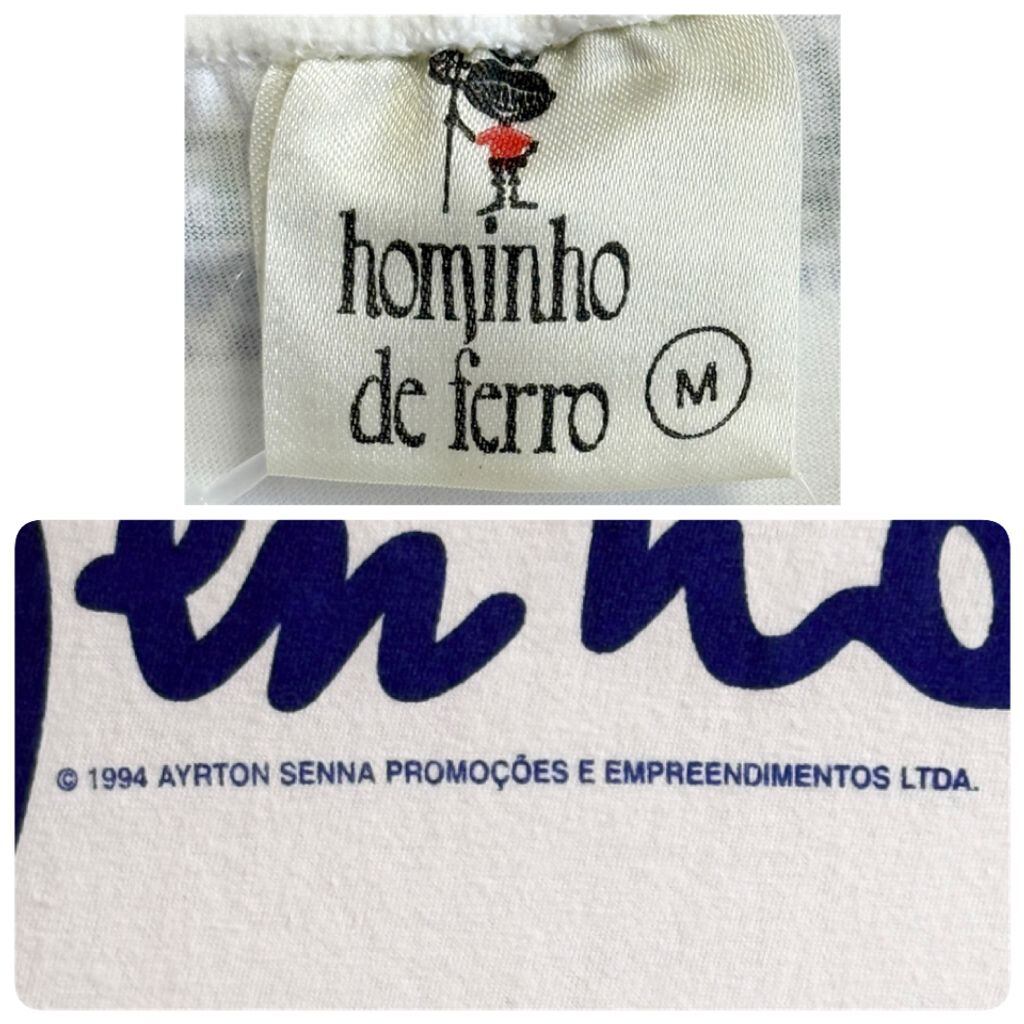 hominho
de ferro
M
© 1994 AYRTON SENNA PROMOÇÕES E EMPREENDIMENTOS LTDA.